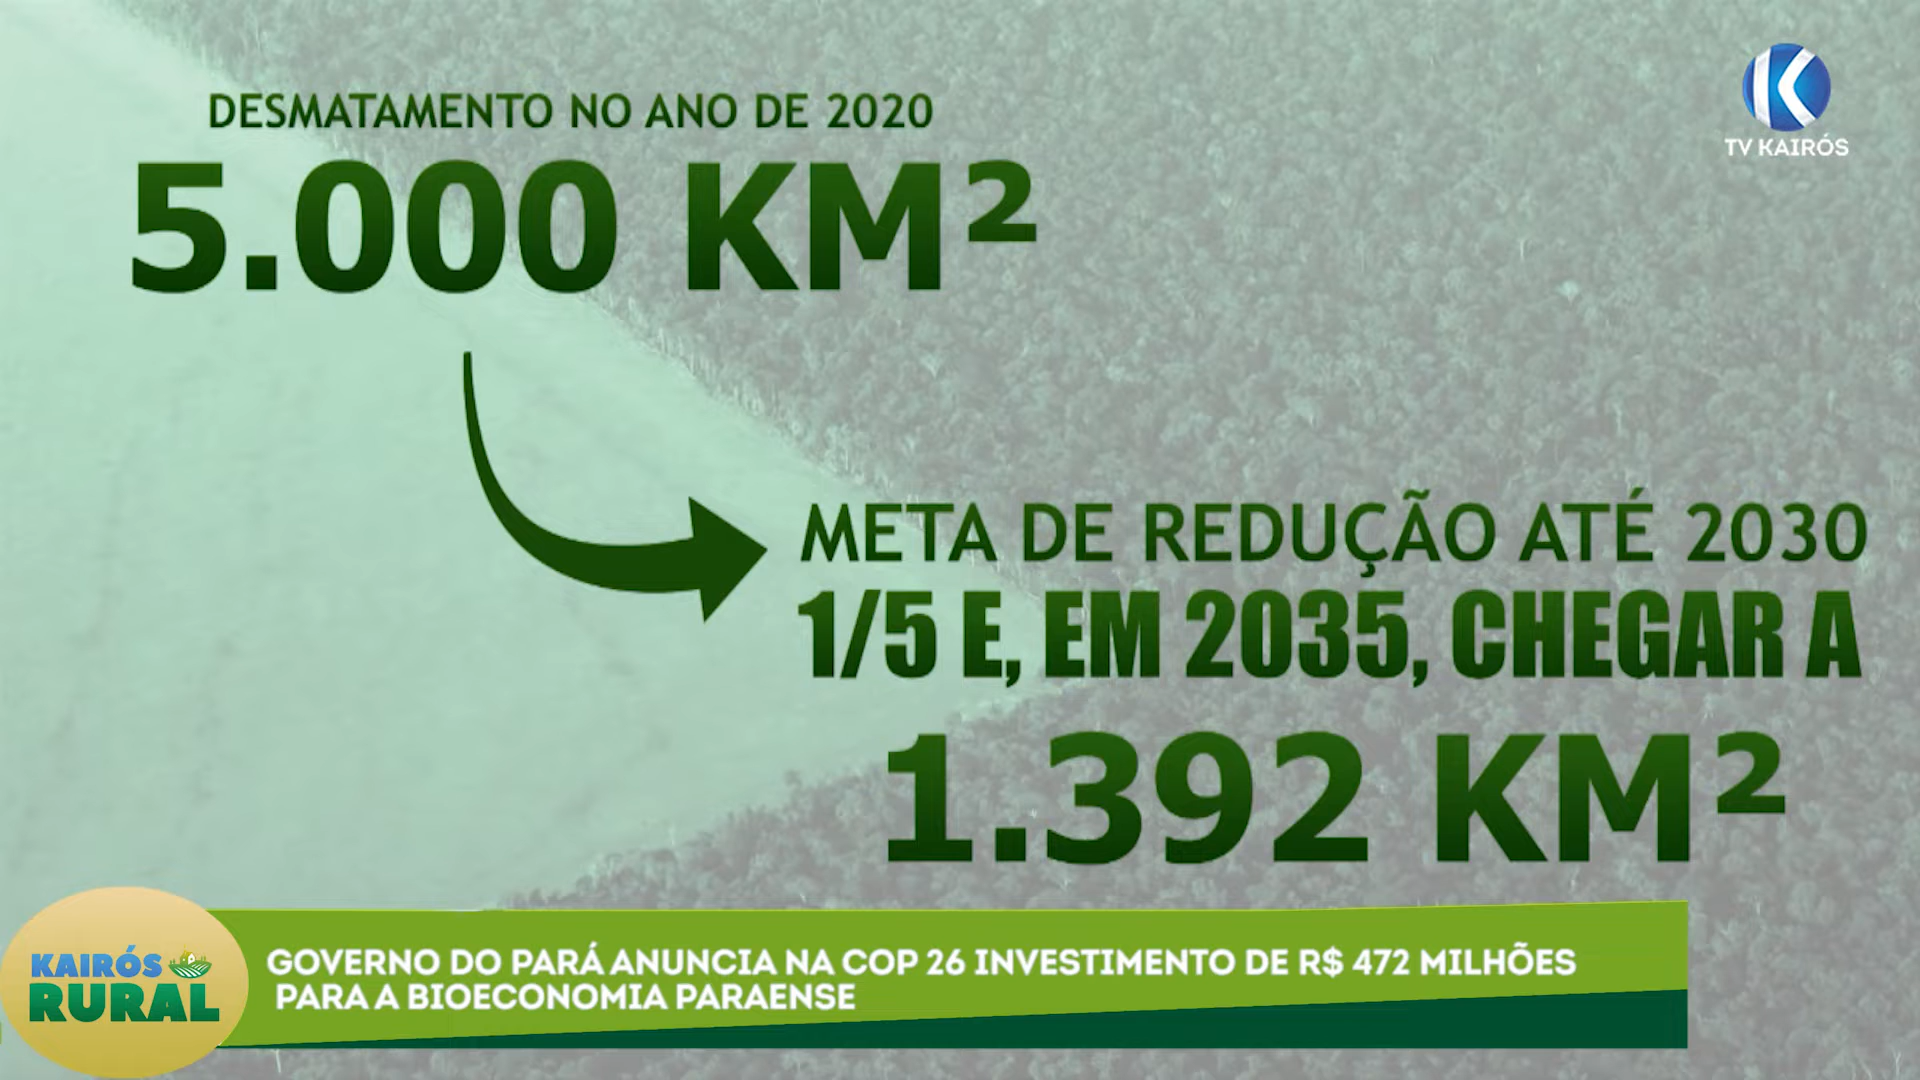 DESMATAMENTO NO ANO DE 2020
5.000 KM²
TV KAIRÓS
META DE REDUÇÃO ATÉ 2030
1/5 E, EM 2035, CHEGAR A
1.392 KM²
KAIRÓS
RURAL
GOVERNO DO PARÁ ANUNCIA NA COP 26 INVESTIMENTO DE R$ 472 MILHÕES
PARA A BIOECONOMIA PARAENSE